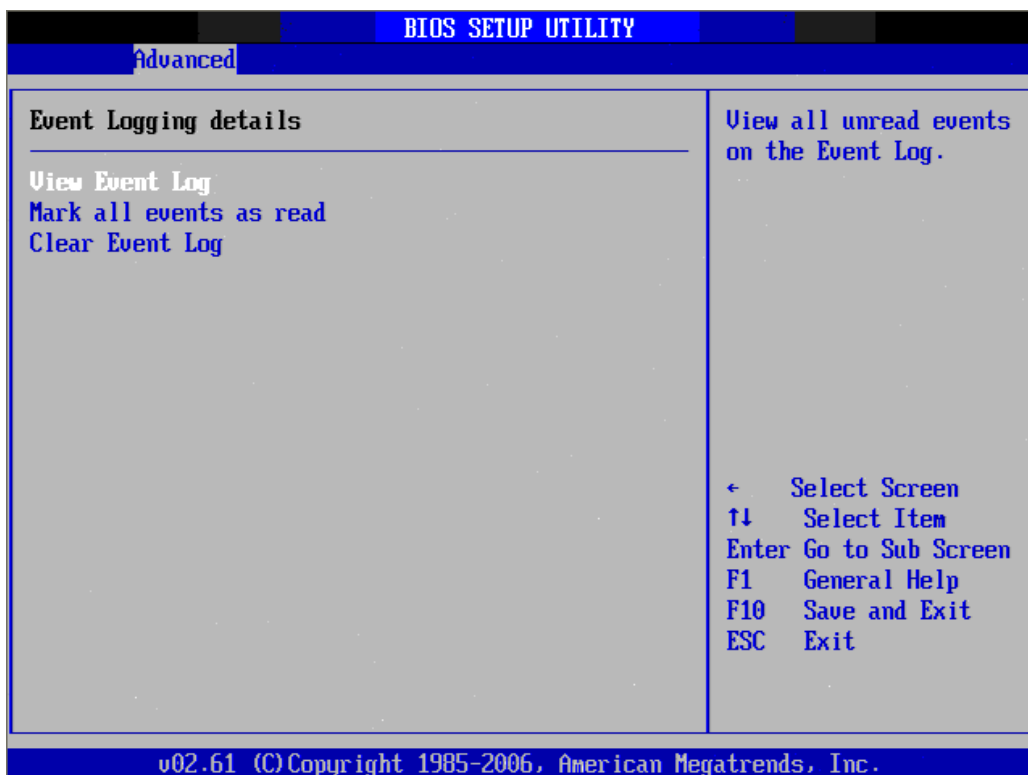 BIOS SETUP UTILITY
Advanced
Event Logging details
View Event Log
Mark all events as read
Clear Event Log
View all unread events
on the Event Log.
← Select Screen
↑↓ Select Item
Enter Go to Sub Screen
F1 General Help
F10 Save and Exit
ESC Exit
v02.61 (C)Copyright 1985-2006, American Megatrends, Inc.